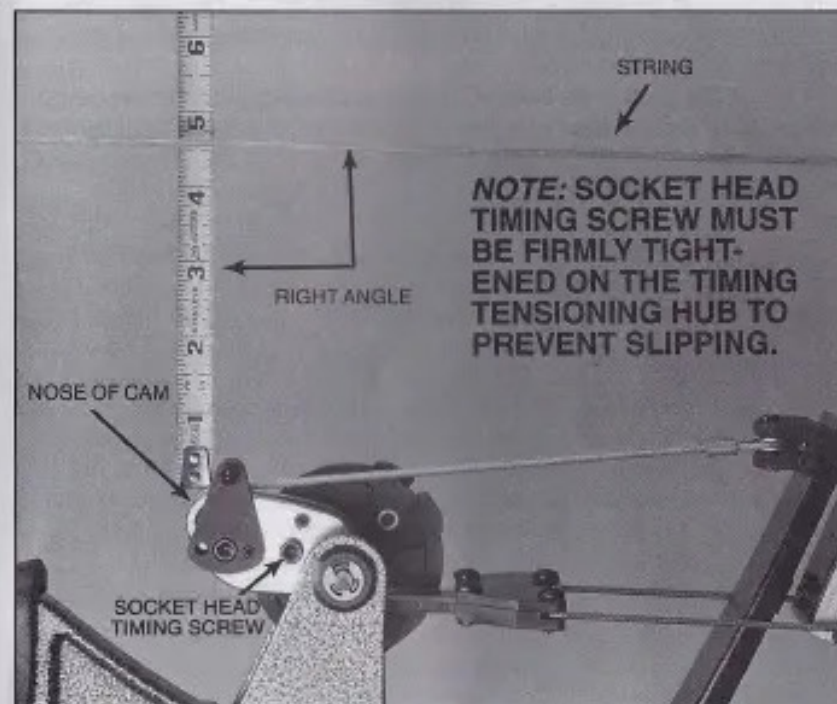 6
5
4
3
2
1
STRING
NOTE: SOCKET HEAD
TIMING SCREW MUST
BE FIRMLY TIGHT-
ENED ON THE TIMING
TENSIONING HUB TO
PREVENT SLIPPING.
RIGHT ANGLE
NOSE OF CAM
SOCKET HEAD
TIMING SCREW